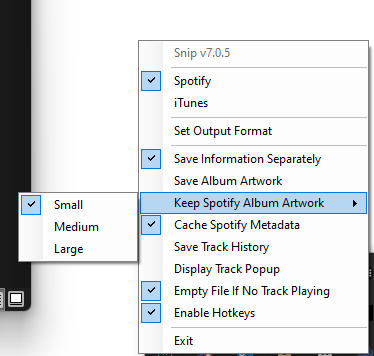 Snip v7.0.5
Spotify
iTunes
Set Output Format
Save Information Separately
Save Album Artwork
Keep Spotify Album Artwork
Small
Medium
Large
Cache Spotify Metadata
Save Track History
Display Track Popup
Empty File If No Track Playing
Enable Hotkeys
Exit